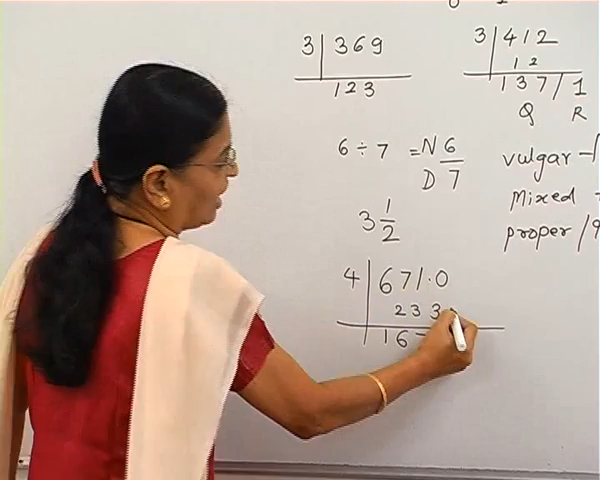 3 | 369
123
3 | 412
12
137/1
Q R
6 ÷ 7 = N 6
D 7
vulgar -
Mixed
proper /
3 1/2
4 | 671.0
233
16